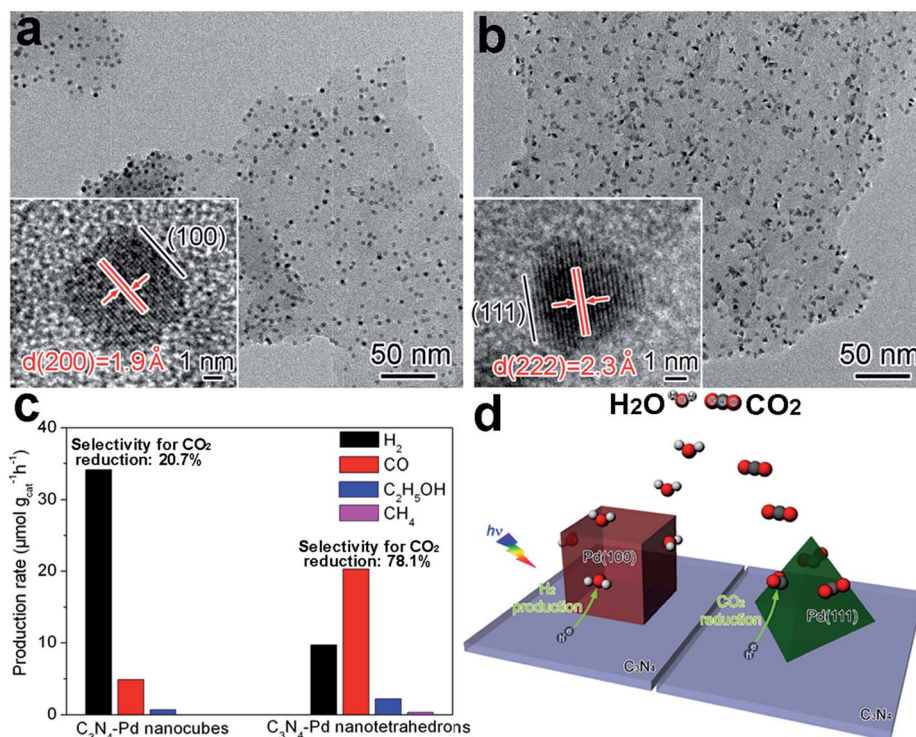 a
(100)
d(200)=1.9 Å
1 nm
50 nm
b
(111)
d(222)=2.3 Å
1 nm
50 nm
c
Production rate (µmol g_cat⁻¹h⁻¹)
40
30
20
10
0
Selectivity for CO₂
reduction: 20.7%
H₂
CO
C₂H₅OH
CH₄
Selectivity for CO₂
reduction: 78.1%
C₃N₄-Pd nanocubes
C₃N₄-Pd nanotetrahedrons
d
H₂O
CO₂
hν
Pd(100)
H₂
production
h e
C₃N₄
CO₂
reduction
Pd(111)
h e
C₃N₄